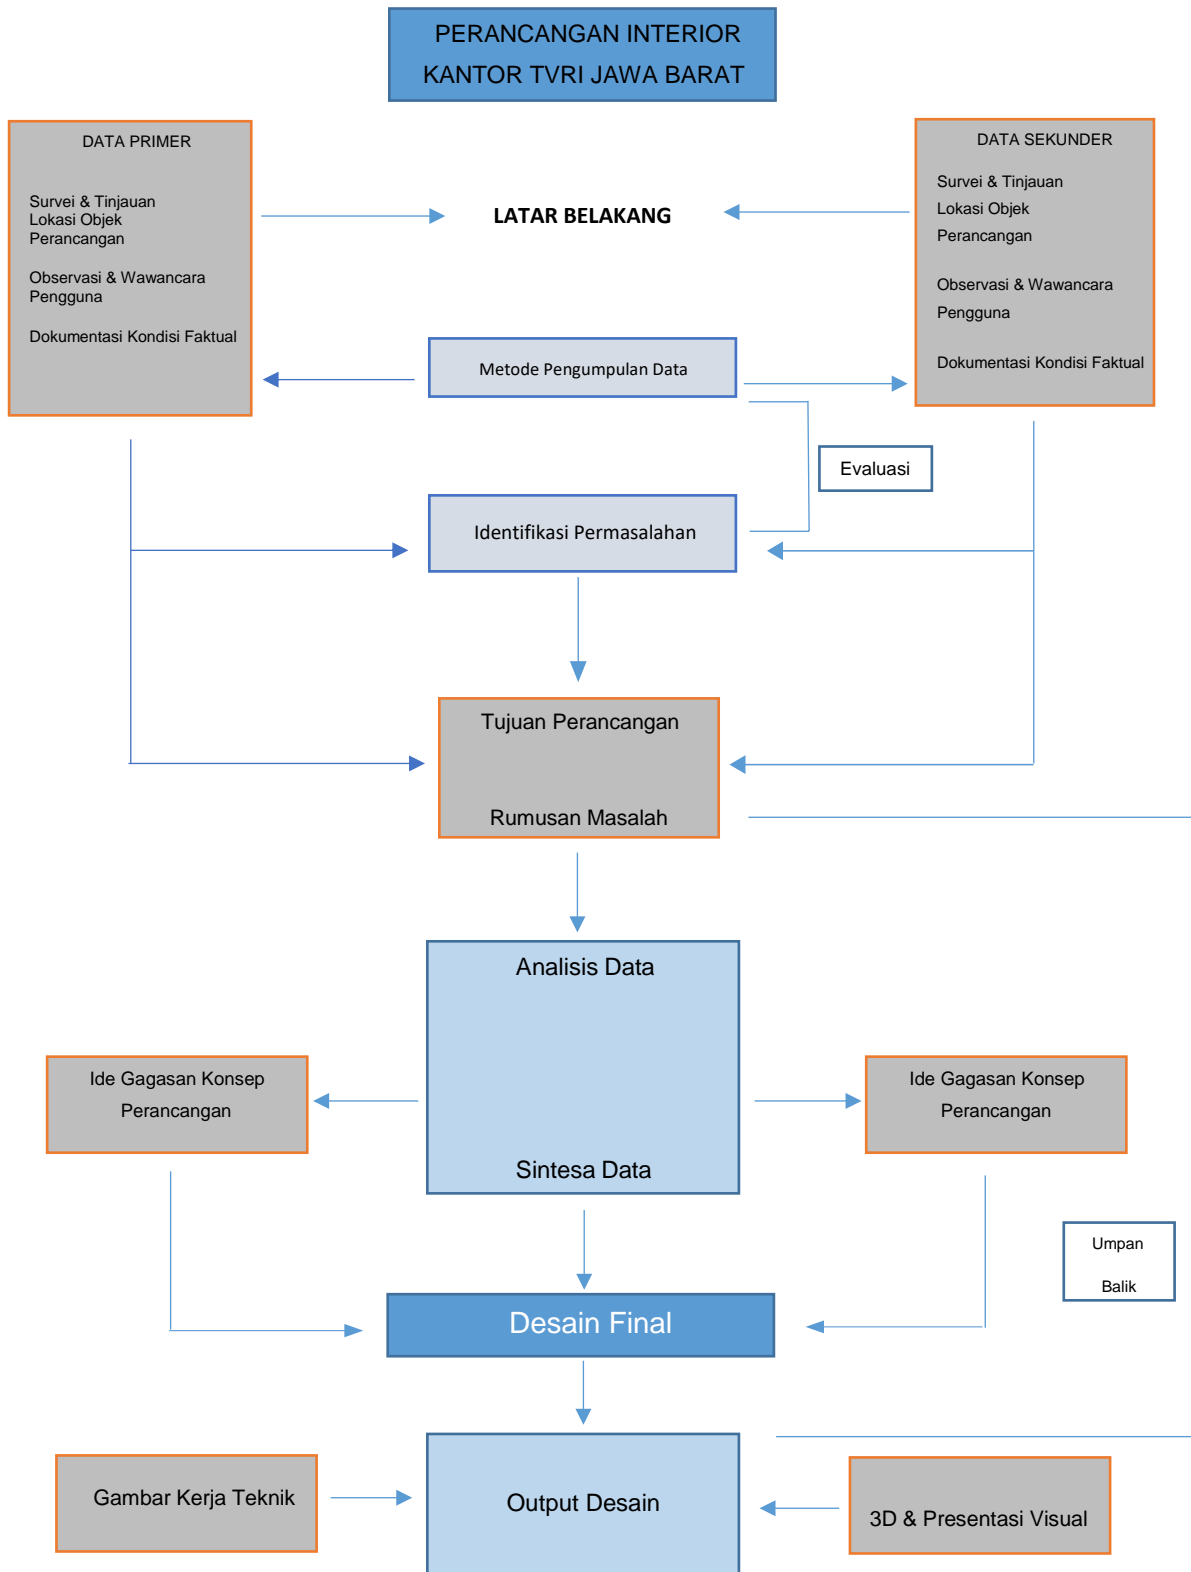 PERANCANGAN INTERIOR
KANTOR TVRI JAWA BARAT
DATA PRIMER
Survei & Tinjauan
Lokasi Objek
Perancangan
Observasi & Wawancara
Pengguna
Dokumentasi Kondisi Faktual
LATAR BELAKANG
DATA SEKUNDER
Survei & Tinjauan
Lokasi Objek
Perancangan
Observasi & Wawancara
Pengguna
Dokumentasi Kondisi Faktual
Metode Pengumpulan Data
Evaluasi
Identifikasi Permasalahan
Tujuan Perancangan
Rumusan Masalah
Analisis Data
Sintesa Data
Ide Gagasan Konsep
Perancangan
Ide Gagasan Konsep
Perancangan
Umpan
Balik
Desain Final
Gambar Kerja Teknik
Output Desain
3D & Presentasi Visual